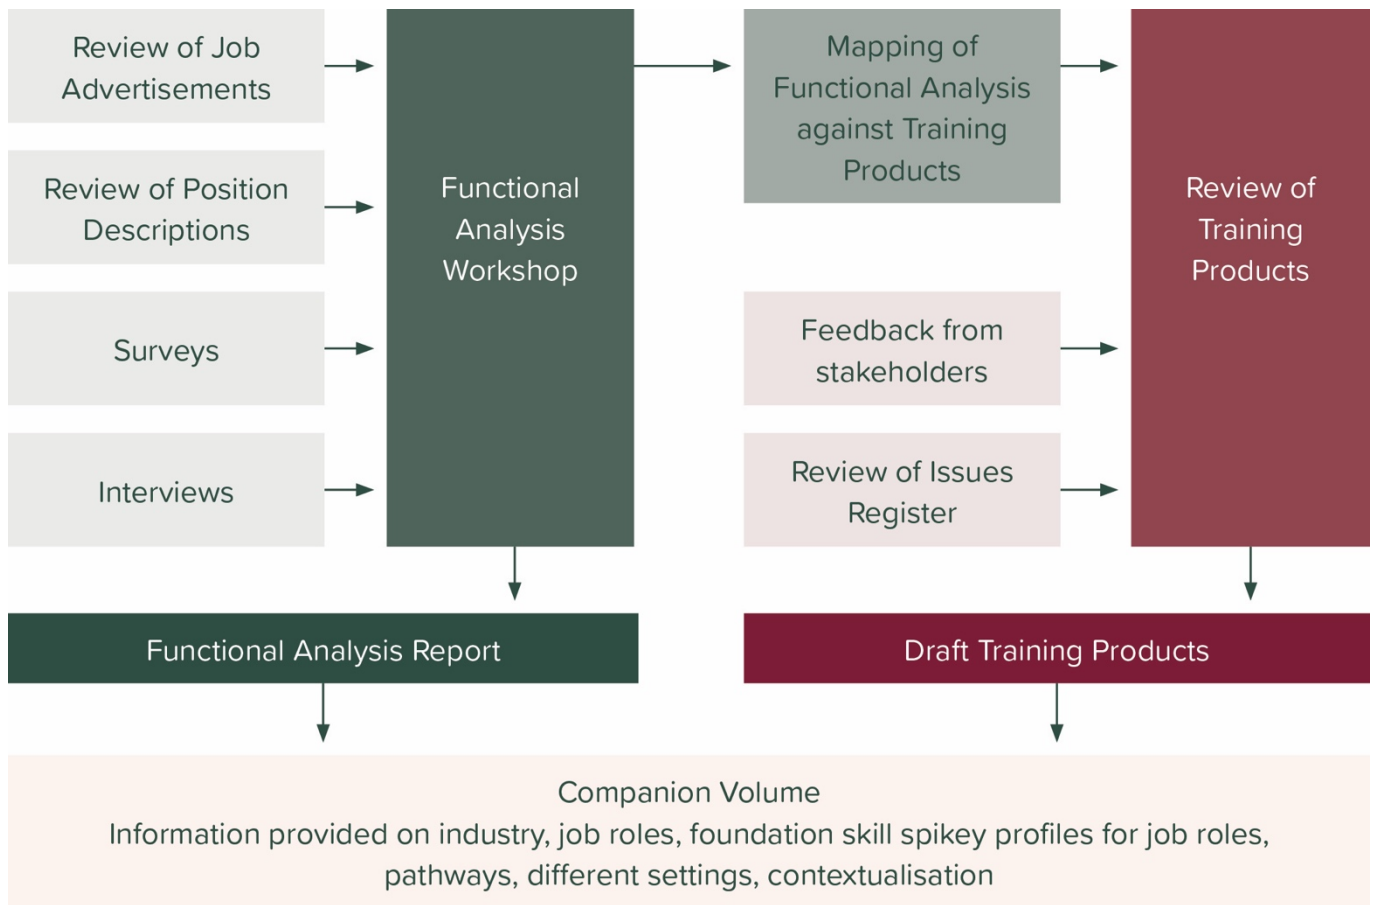 Review of Job
Advertisements
Review of Position
Descriptions
Surveys
Interviews
Functional
Analysis
Workshop
Mapping of
Functional Analysis
against Training
Products
Feedback from
stakeholders
Review of Issues
Register
Review of
Training
Products
Functional Analysis Report
Draft Training Products
Companion Volume
Information provided on industry, job roles, foundation skill spikey profiles for job roles,
pathways, different settings, contextualisation